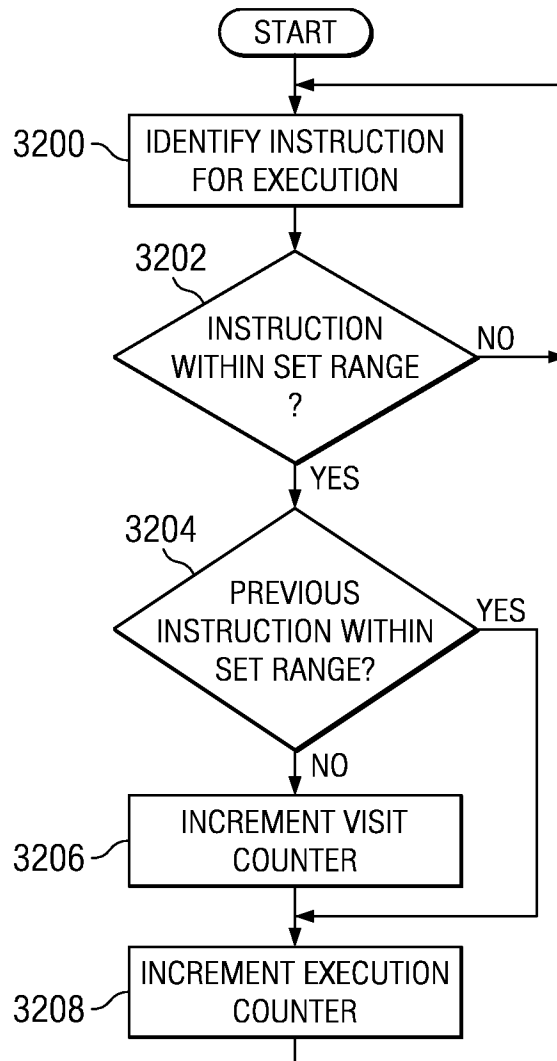 START
3200
IDENTIFY INSTRUCTION
FOR EXECUTION
3202
INSTRUCTION
WITHIN SET RANGE
?
NO
YES
3204
PREVIOUS
INSTRUCTION WITHIN
SET RANGE?
YES
NO
3206
INCREMENT VISIT
COUNTER
3208
INCREMENT EXECUTION
COUNTER